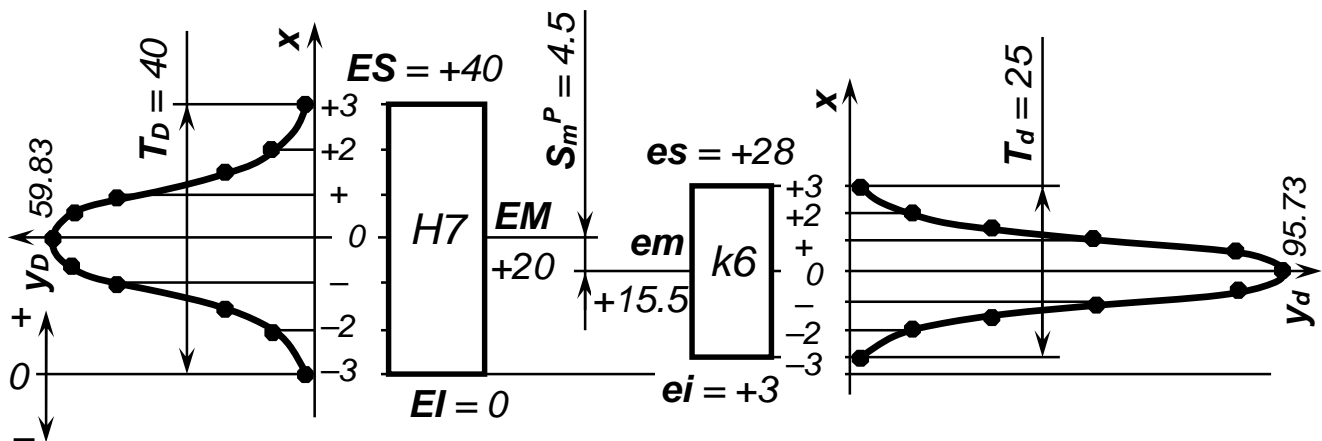 x
T_D = 40
59.83
y_D
+3
+2
+
0
–
–2
–3
+
0
–
ES = +40
H7
EI = 0
EM
+20
S_m^P = 4.5
em
+15.5
es = +28
k6
ei = +3
x
+3
+2
+
0
–
–2
–3
T_d = 25
95.73
y_d